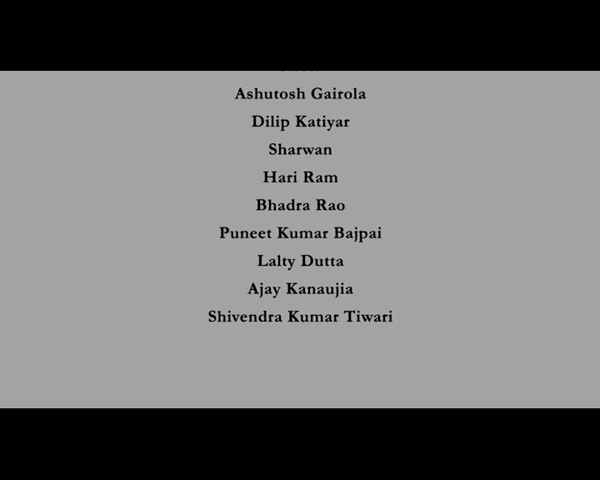 Ashutosh Gairola
Dilip Katiyar
Sharwan
Hari Ram
Bhadra Rao
Puneet Kumar Bajpai
Lalty Dutta
Ajay Kanaujia
Shivendra Kumar Tiwari